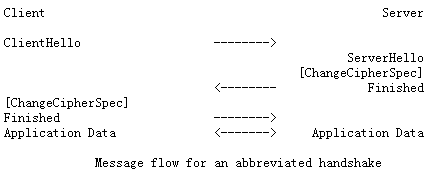 Client Server
ClientHello -------->
ServerHello
[ChangeCipherSpec]
<-------- Finished
[ChangeCipherSpec]
Finished -------->
Application Data <-------> Application Data
Message flow for an abbreviated handshake